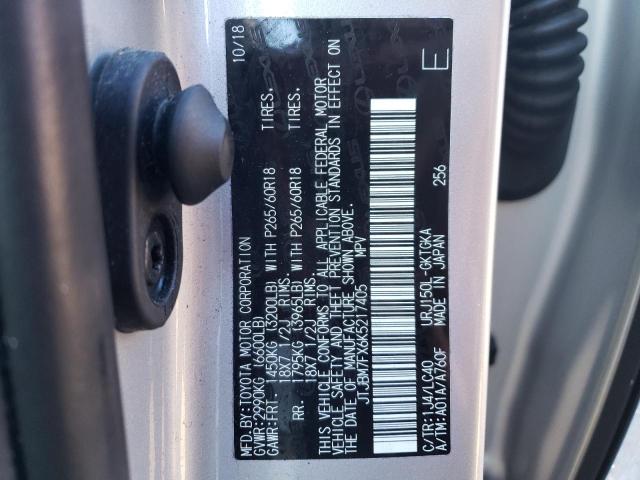 MFD.BY:TOYOTA MOTOR CORPORATION 10/18
GVWR:2990KG (6600LB)
GAWR:FRT. 1450KG (3200LB) WITH P265/60R18 TIRES.
18X7 1/2J RIMS.
RR. 1795KG (3965LB) WITH P265/60R18 TIRES.
18X7 1/2J RIMS.
THIS VEHICLE CONFORMS TO ALL APPLICABLE FEDERAL MOTOR
VEHICLE SAFETY AND THEFT PREVENTION STANDARDS IN EFFECT ON
THE DATE OF MANUFACTURE SHOWN ABOVE.
JTJBM7FX6K5217405 MPV
C/TR:1J4/LC40 URJ150L-GKTGKA
A/TM:A01A/A760F MADE IN JAPAN 256
E